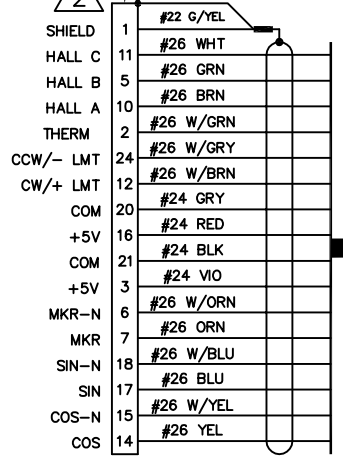 2
SHIELD 1 #22 G/YEL
HALL C 11 #26 WHT
HALL B 5 #26 GRN
HALL A 10 #26 BRN
THERM 2 #26 W/GRN
CCW/- LMT 24 #26 W/GRY
CW/+ LMT 12 #26 W/BRN
COM 20 #24 GRY
+5V 16 #24 RED
COM 21 #24 BLK
+5V 3 #24 VIO
MKR-N 6 #26 W/ORN
MKR 7 #26 ORN
SIN-N 18 #26 W/BLU
SIN 17 #26 BLU
COS-N 15 #26 W/YEL
COS 14 #26 YEL